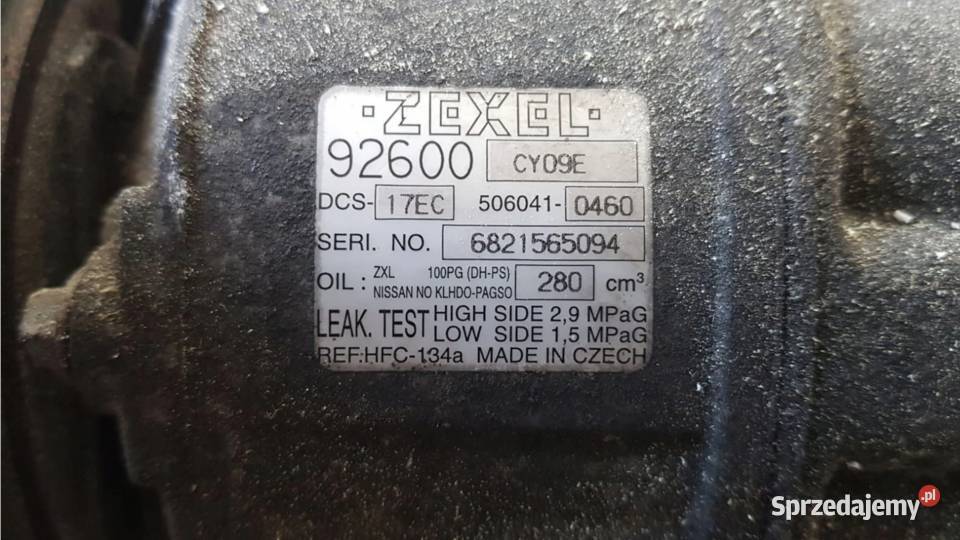 ·ZEXEL·
92600 CY09E
DCS- 17EC 506041- 0460
SERI. NO. 6821565094
OIL : ZXL 100PG (DH-PS) 280 cm³
NISSAN NO KLHDO-PAGSO
LEAK. TEST HIGH SIDE 2,9 MPaG
LOW SIDE 1,5 MPaG
REF:HFC-134a MADE IN CZECH
Sprzedajemy.pl